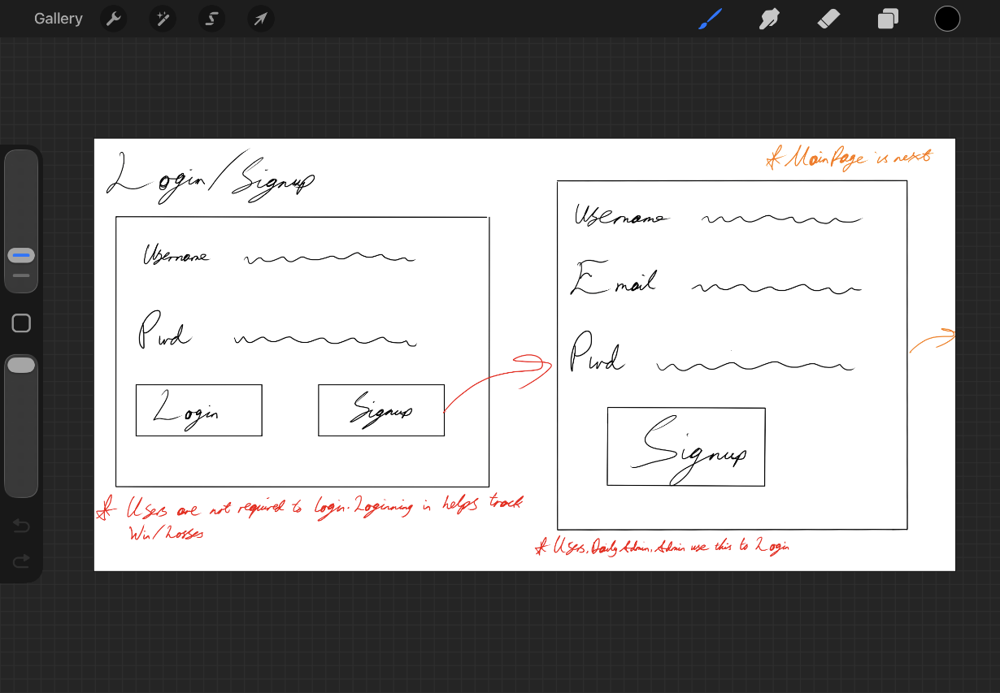 Gallery
Login/Signup
Username
Pwd
Login
Signup
* Users are not required to Login. Loginning in helps track
Win/Losses
* MainPage is next
Username
Email
Pwd
Signup
* Users, Daily Admin, Admin use this to Login